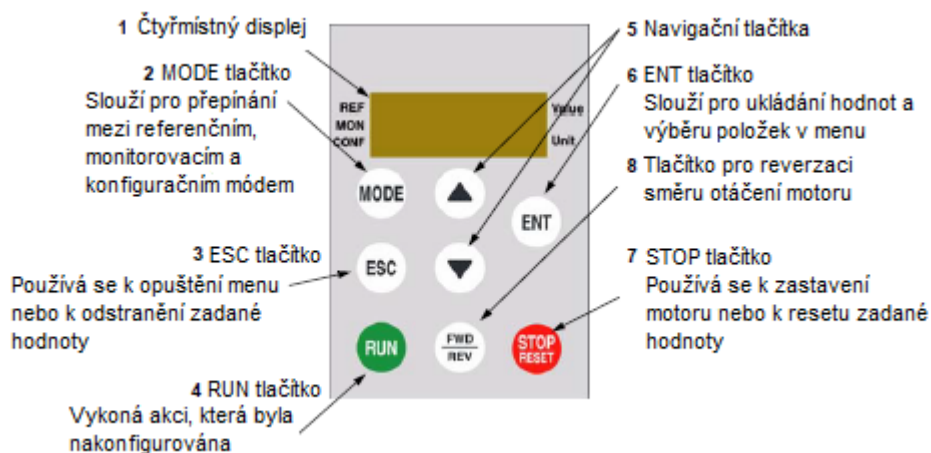 1 Čtyřmístný displej
2 MODE tlačítko
Slouží pro přepínání
mezi referenčním,
monitorovacím a
konfiguračním módem
3 ESC tlačítko
Používá se k opuštění menu
nebo k odstranění zadané
hodnoty
4 RUN tlačítko
Vykoná akci, která byla
nakonfigurována
REF
MON
CONF
Value
Unit
MODE
ENT
ESC
RUN
FWD
REV
STOP
RESET
5 Navigační tlačítka
6 ENT tlačítko
Slouží pro ukládání hodnot a
výběru položek v menu
8 Tlačítko pro reverzaci
směru otáčení motoru
7 STOP tlačítko
Používá se k zastavení
motoru nebo k resetu zadané
hodnoty